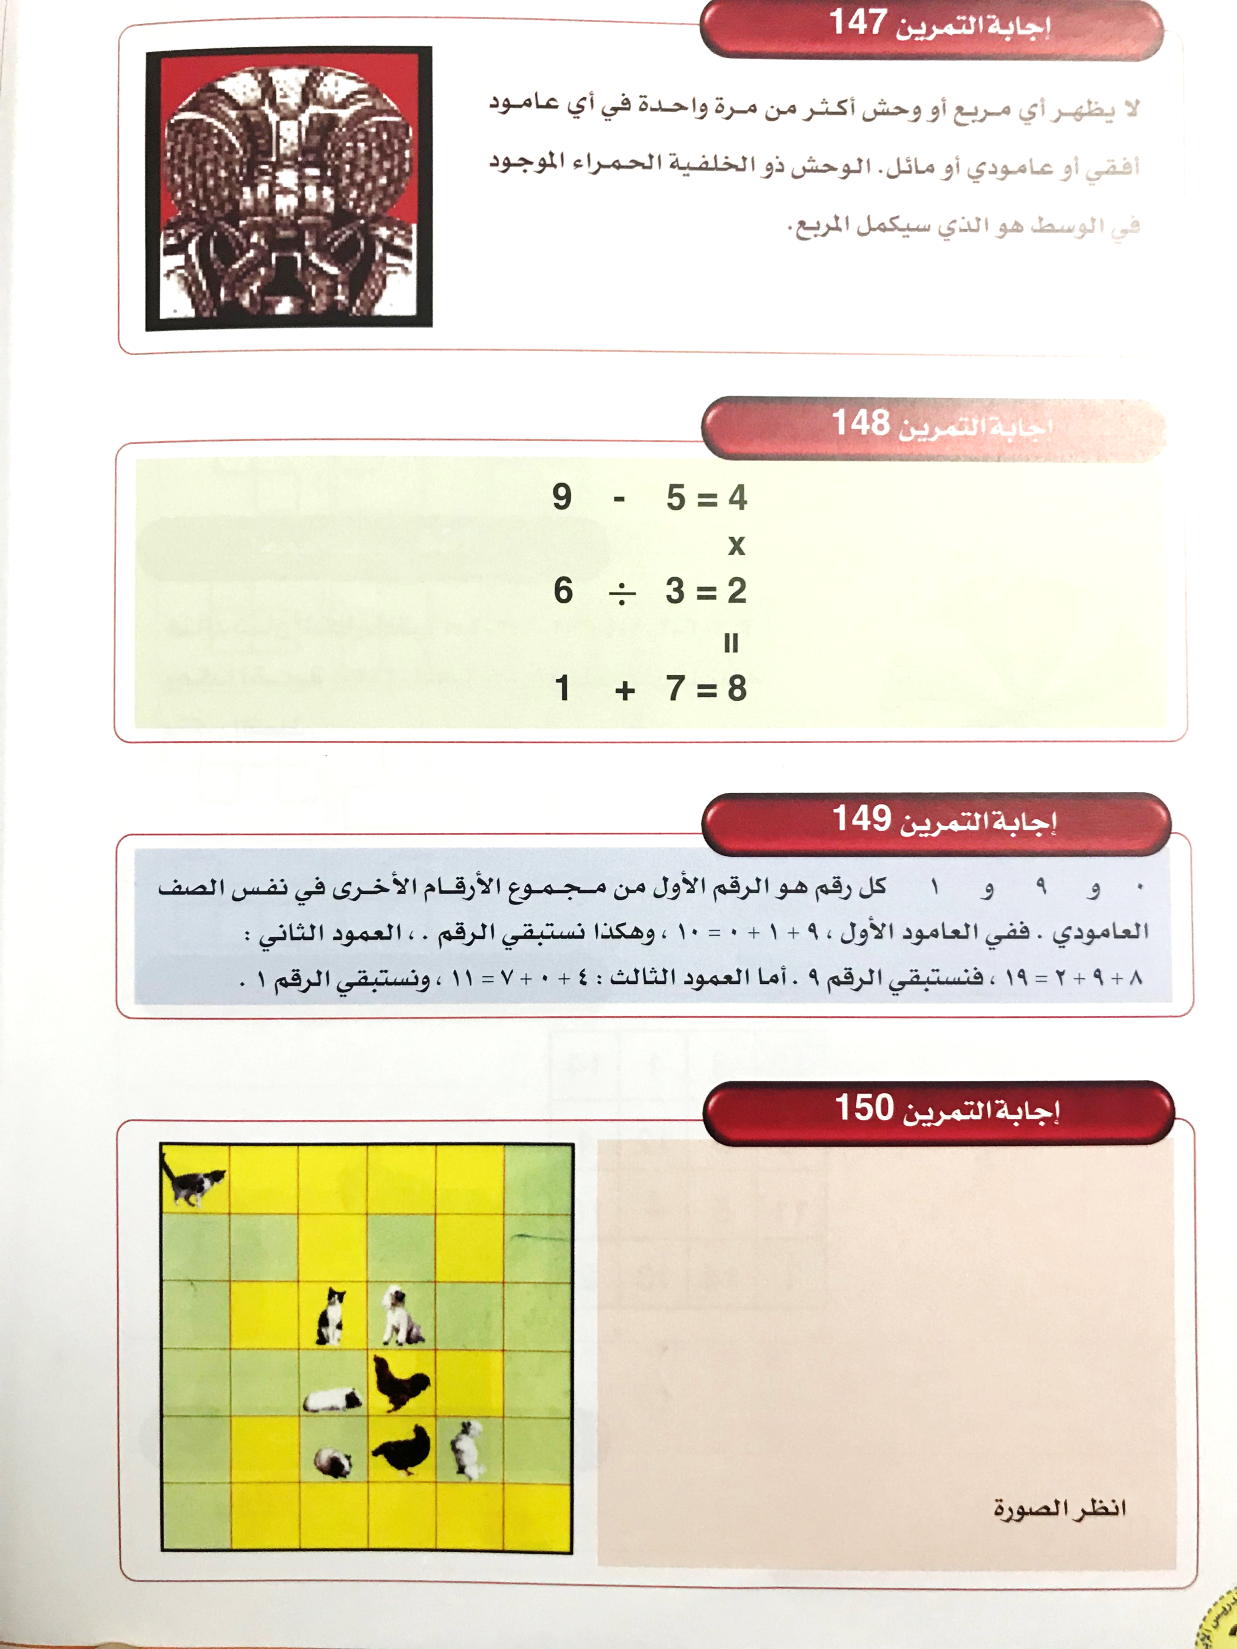 إجابة التمرين 147
لا يظهر أي مربع أو وحش أكثر من مرة واحدة في أي عامود
أفقي أو عامودي أو مائل. الوحش ذو الخلفية الحمراء الموجود
في الوسط هو الذي سيكمل المربع.
إجابة التمرين 148
9 - 5 = 4
x
6 ÷ 3 = 2
=
1 + 7 = 8
إجابة التمرين 149
٠ و ٩ و ١ كل رقم هو الرقم الأول من مجموع الأرقام الأخرى في نفس الصف
العامودي . ففي العامود الأول ، ٩ + ١ + ٠ = ١٠ ، وهكذا نستبقي الرقم ٠ ، العمود الثاني :
٨ + ٩ + ٢ = ١٩ ، فنستبقي الرقم ٩ . أما العمود الثالث : ٤ + ٠ + ٧ = ١١ ، ونستبقي الرقم ١ .
إجابة التمرين 150
انظر الصورة